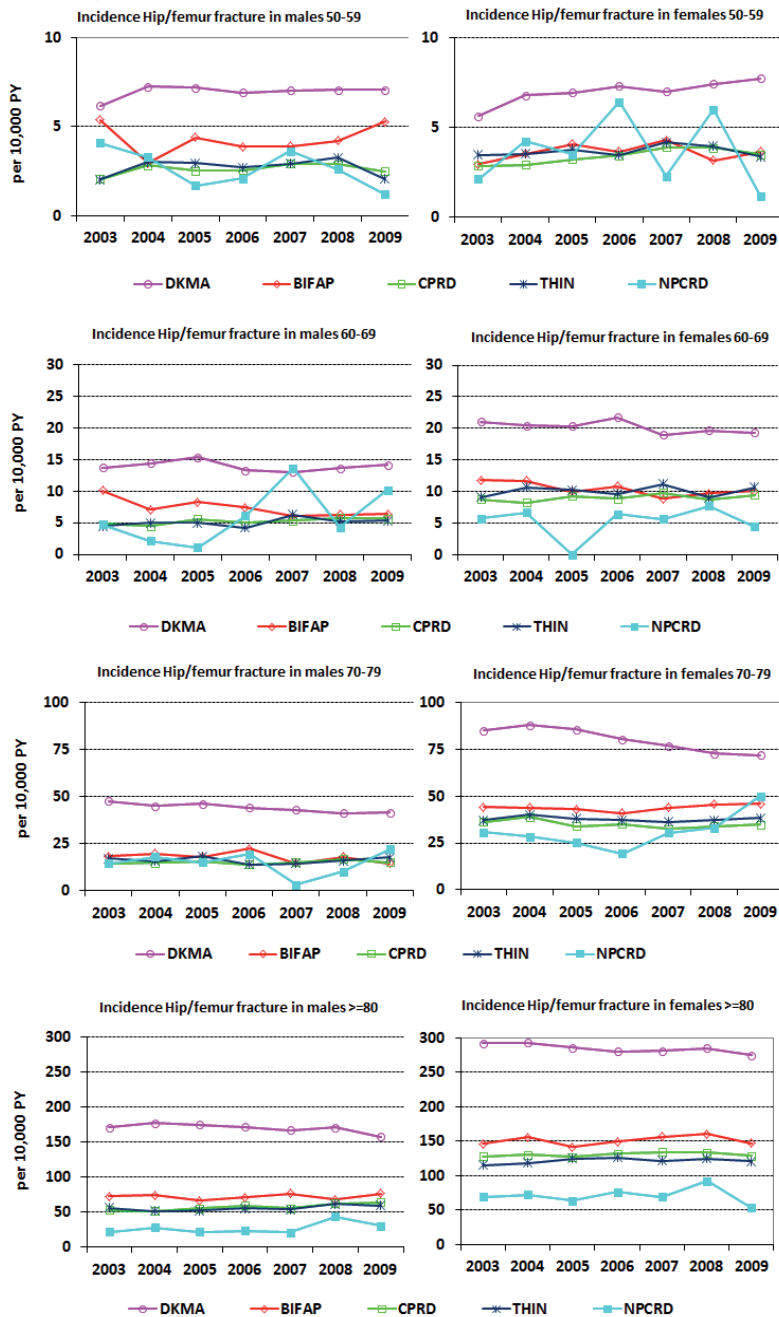 Incidence Hip/femur fracture in males 50-59
per 10,000 PY
10
5
0
2003 2004 2005 2006 2007 2008 2009
Incidence Hip/femur fracture in females 50-59
10
5
0
2003 2004 2005 2006 2007 2008 2009
DKMA BIFAP CPRD THIN NPCRD
Incidence Hip/femur fracture in males 60-69
per 10,000 PY
30
25
20
15
10
5
0
2003 2004 2005 2006 2007 2008 2009
Incidence Hip/femur fracture in females 60-69
30
25
20
15
10
5
0
2003 2004 2005 2006 2007 2008 2009
DKMA BIFAP CPRD THIN NPCRD
Incidence Hip/femur fracture in males 70-79
per 10,000 PY
100
75
50
25
0
2003 2004 2005 2006 2007 2008 2009
Incidence Hip/femur fracture in females 70-79
100
75
50
25
0
2003 2004 2005 2006 2007 2008 2009
DKMA BIFAP CPRD THIN NPCRD
Incidence Hip/femur fracture in males >=80
per 10,000 PY
300
250
200
150
100
50
0
2003 2004 2005 2006 2007 2008 2009
Incidence Hip/femur fracture in females >=80
300
250
200
150
100
50
0
2003 2004 2005 2006 2007 2008 2009
DKMA BIFAP CPRD THIN NPCRD